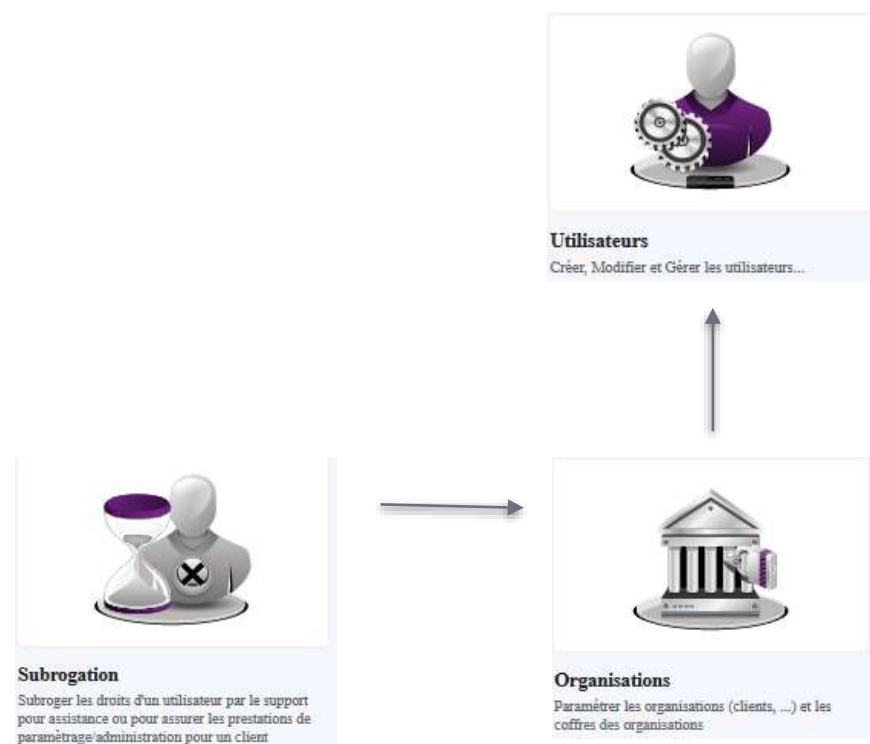 Utilisateurs
Créer, Modifier et Gérer les utilisateurs...
Subrogation
Subroger les droits d'un utilisateur par le support
pour assistance ou pour assurer les prestations de
paramètrage/administration pour un client
Organisations
Paramétrer les organisations (clients, ...) et les
coffres des organisations